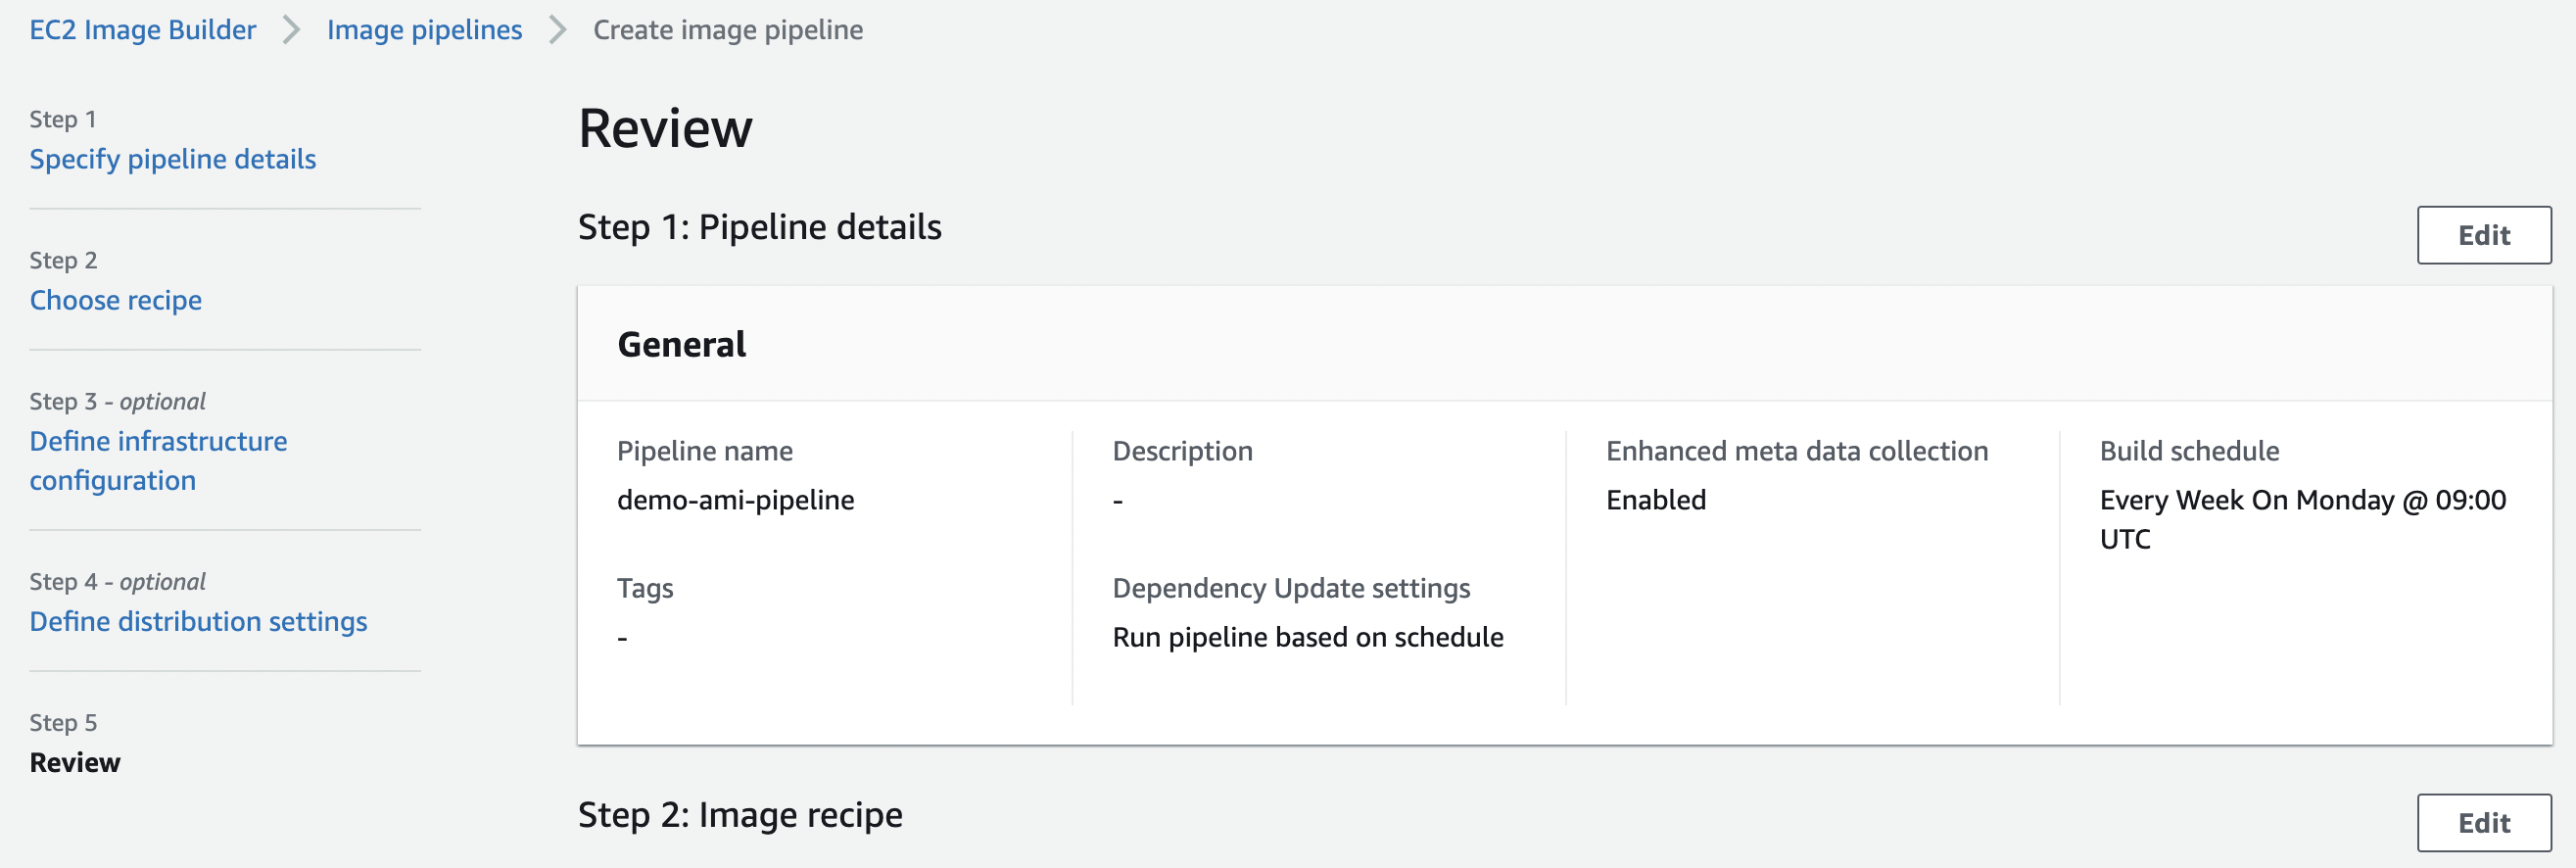 EC2 Image Builder > Image pipelines > Create image pipeline
Step 1
Specify pipeline details
Step 2
Choose recipe
Step 3 - optional
Define infrastructure
configuration
Step 4 - optional
Define distribution settings
Step 5
Review
Review
Step 1: Pipeline details
Edit
General
Pipeline name
demo-ami-pipeline
Description
-
Enhanced meta data collection
Enabled
Build schedule
Every Week On Monday @ 09:00
UTC
Tags
-
Dependency Update settings
Run pipeline based on schedule
Step 2: Image recipe
Edit